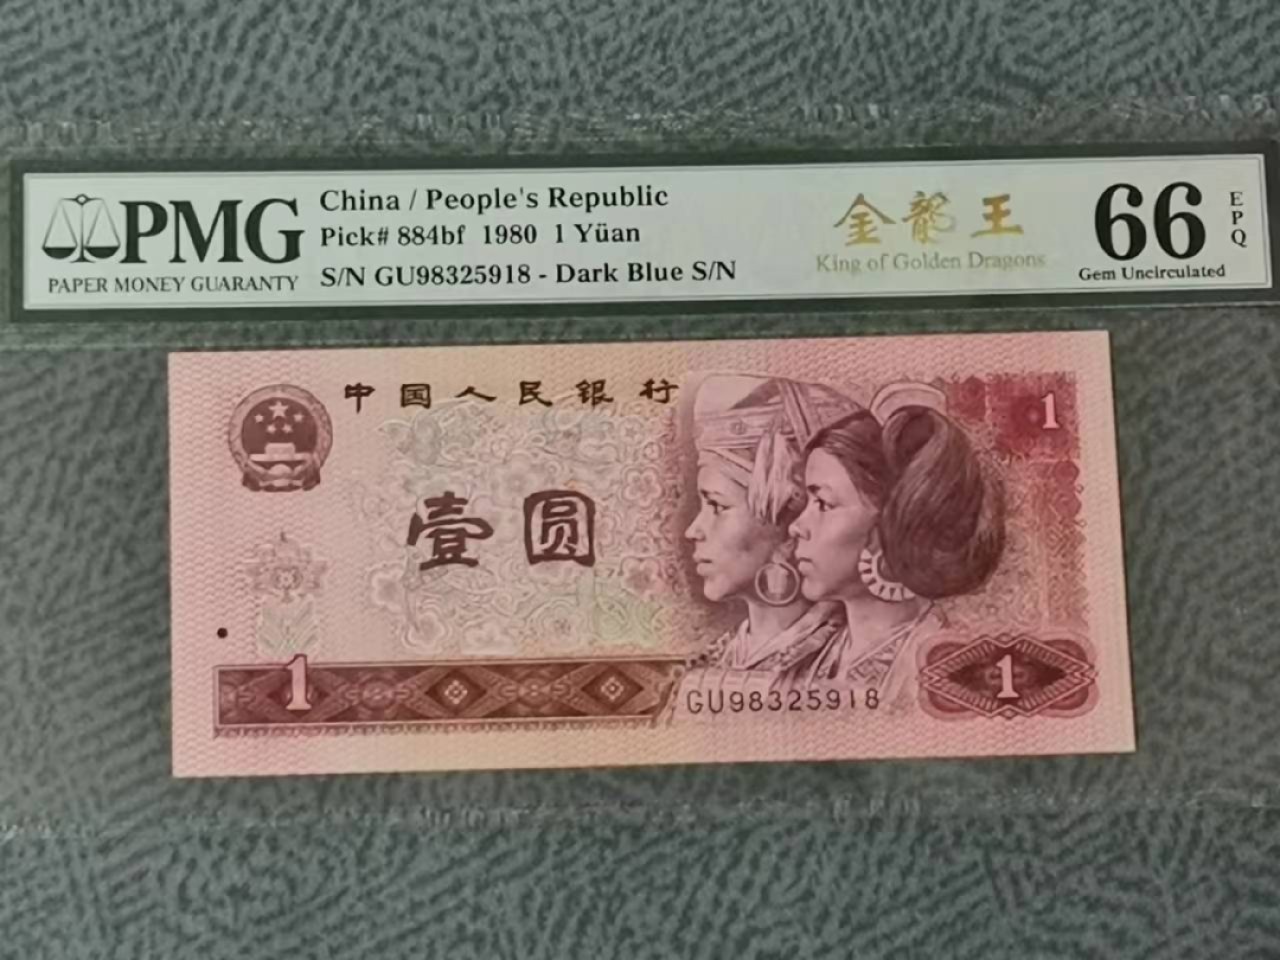 PMG
PAPER MONEY GUARANTY
China / People's Republic
Pick# 884bf 1980 1 Yüan
S/N GU98325918 - Dark Blue S/N
金龍王
King of Golden Dragons
66
EPQ
Gem Uncirculated
中国人民银行
1
壹圆
1
GU98325918
1